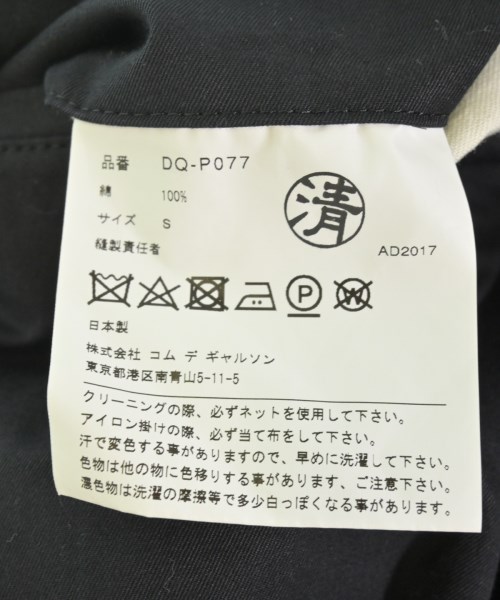 品番 DQ-P077
綿 100%
サイズ S
縫製責任者
清
AD2017
日本製
株式会社 コム デ ギャルソン
東京都港区南青山5-11-5
クリーニングの際、必ずネットを使用して下さい。
アイロン掛けの際、必ず当て布をして下さい。
汗で変色する事がありますので、早めに洗濯して下さい。
色物は他の物に色移りする事があります、ご注意下さい。
濃色物は洗濯の摩擦等で多少白っぽくなる事があります。